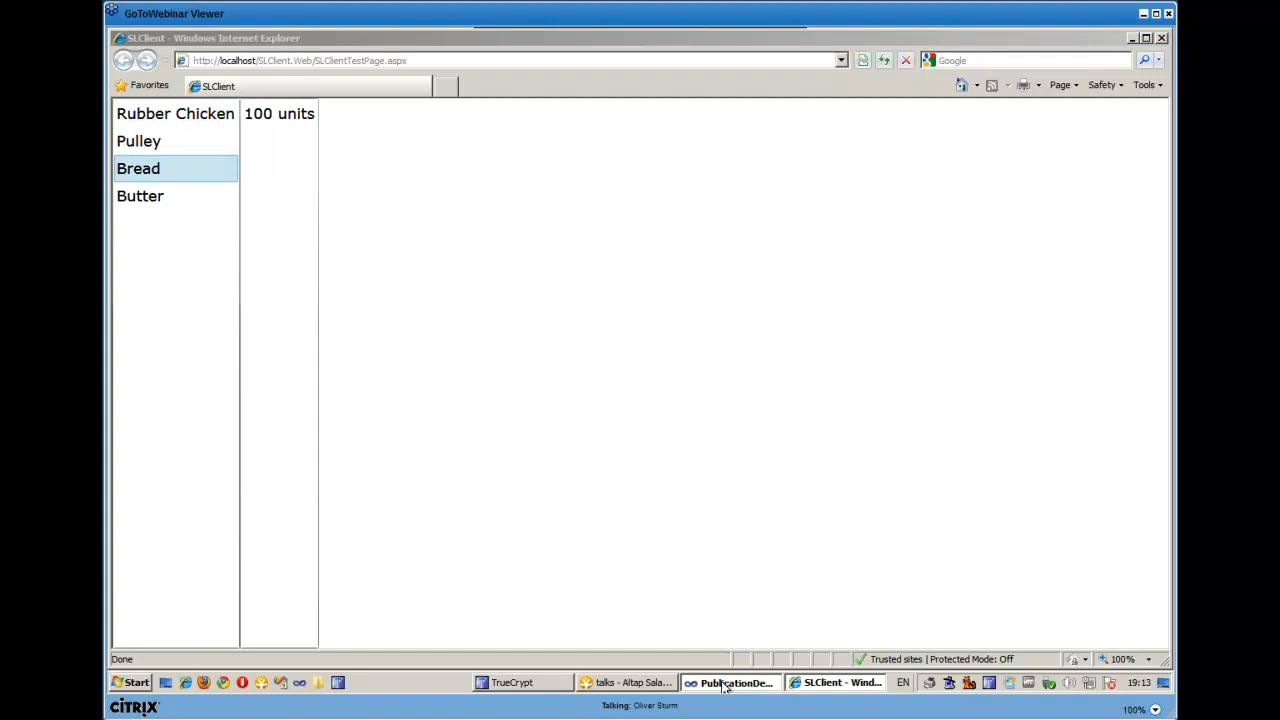 GoToWebinar Viewer
SLClient - Windows Internet Explorer
http://localhost/SLClient.Web/SLClientTestPage.aspx
Google
Favorites
SLClient
Page
Safety
Tools
Rubber Chicken
100 units
Pulley
Bread
Butter
Done
Trusted sites | Protected Mode: Off
100%
Start
TrueCrypt
talks - Altap Sala...
PublicationDe...
SLClient - Wind...
EN
19:13
CITRIX
Talking: Oliver Sturm
100%